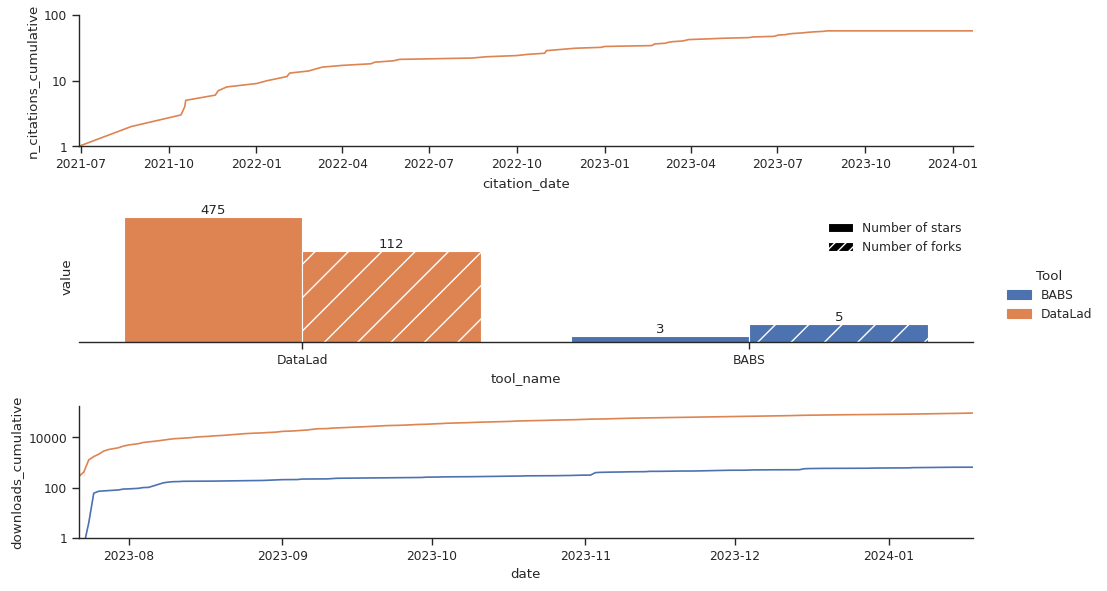 n_citations_cumulative
100
10
1
2021-07 2021-10 2022-01 2022-04 2022-07 2022-10 2023-01 2023-04 2023-07 2023-10 2024-01
citation_date
value
475
112
3
5
Number of stars
Number of forks
DataLad BABS
tool_name
Tool
BABS
DataLad
downloads_cumulative
10000
100
1
2023-08 2023-09 2023-10 2023-11 2023-12 2024-01
date